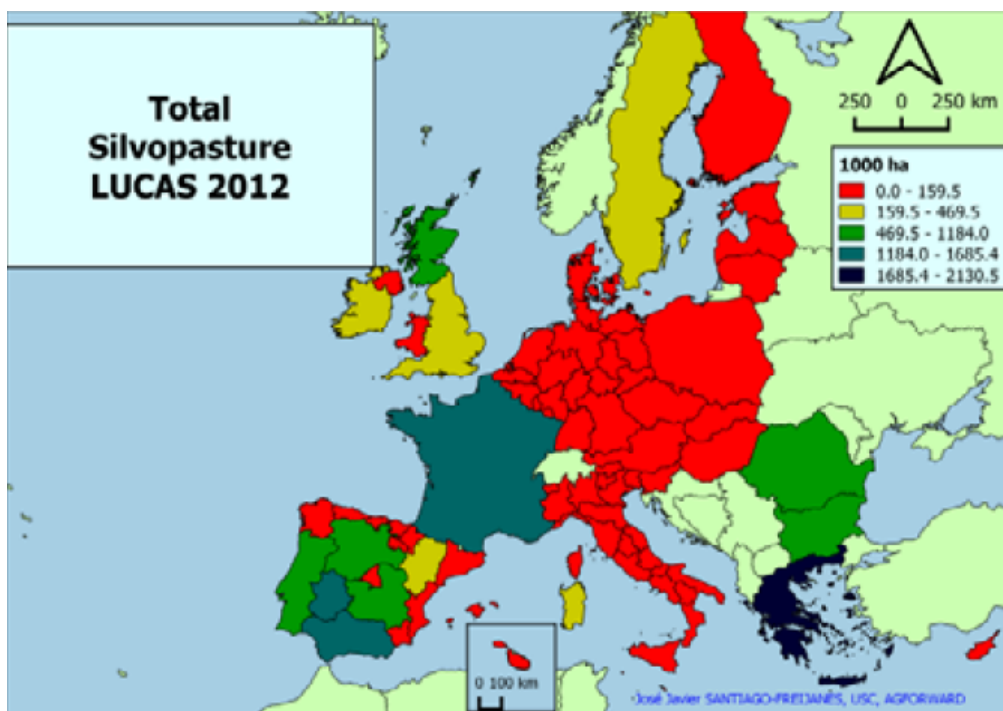 Total
Silvopasture
LUCAS 2012
250 0 250 km
1000 ha
0.0 - 159.5
159.5 - 469.5
469.5 - 1184.0
1184.0 - 1685.4
1685.4 - 2130.5
0 100 km
José Javier SANTIAGO-FREIJANÈS, USC, AGFORWARD